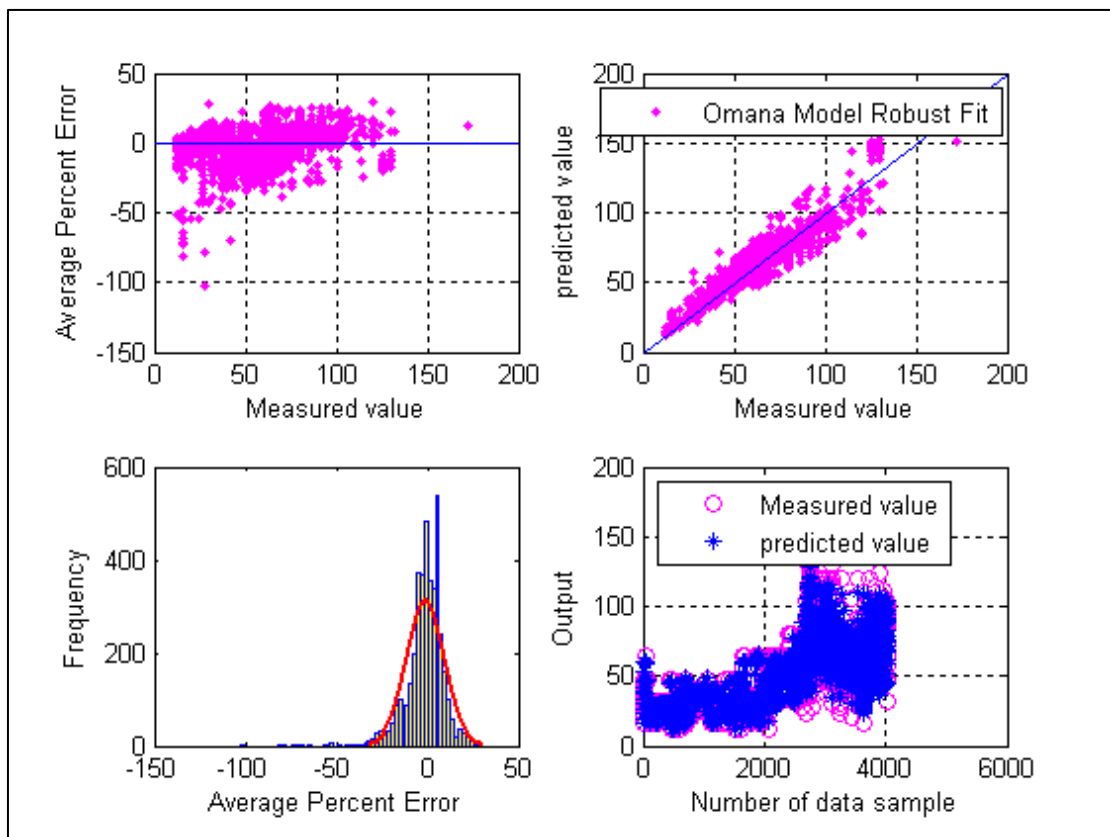 50
0
-50
-100
-150
Average Percent Error
0 50 100 150 200
Measured value
200
150
100
50
0
predicted value
Omana Model Robust Fit
0 50 100 150 200
Measured value
600
400
200
0
Frequency
-150 -100 -50 0 50
Average Percent Error
200
150
100
50
0
Output
Measured value
predicted value
0 2000 4000 6000
Number of data sample